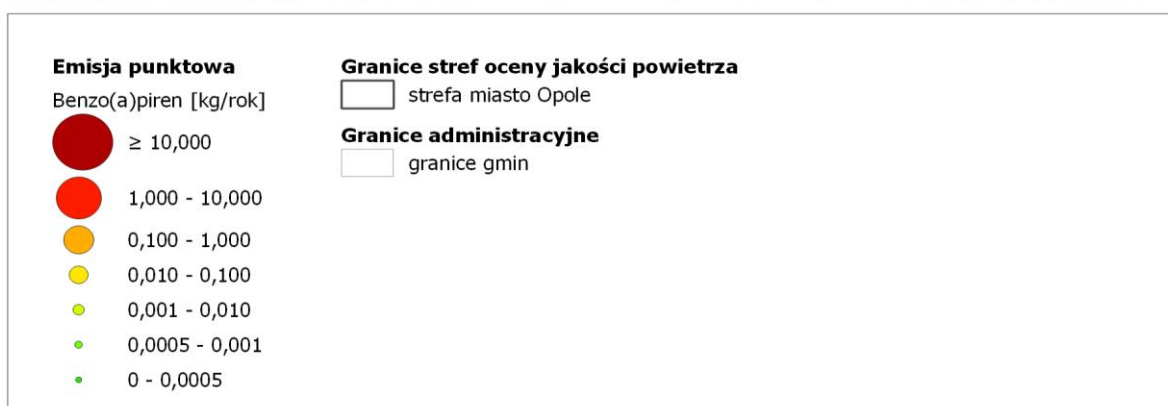 Emisja punktowa
Benzo(a)piren [kg/rok]
≥ 10,000
1,000 - 10,000
0,100 - 1,000
0,010 - 0,100
0,001 - 0,010
0,0005 - 0,001
0 - 0,0005
Granice stref oceny jakości powietrza
strefa miasto Opole
Granice administracyjne
granice gmin